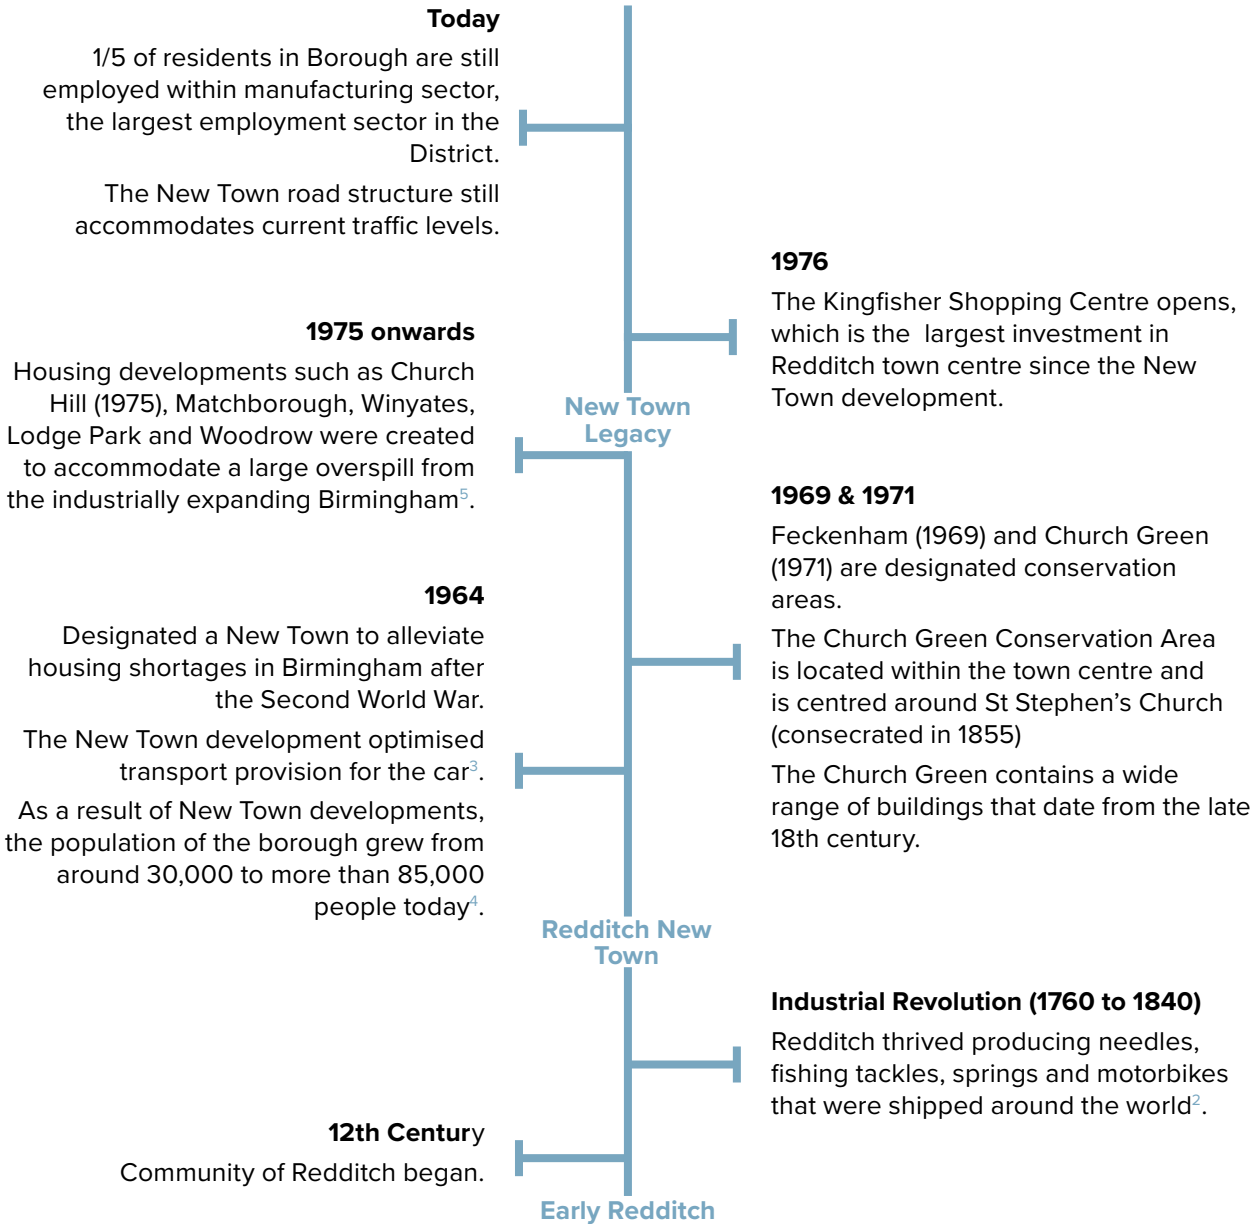 Today
1/5 of residents in Borough are still
employed within manufacturing sector,
the largest employment sector in the
District.
The New Town road structure still
accommodates current traffic levels.
1976
The Kingfisher Shopping Centre opens,
which is the  largest investment in
Redditch town centre since the New
Town development.
1975 onwards
Housing developments such as Church
Hill (1975), Matchborough, Winyates,
Lodge Park and Woodrow were created
to accommodate a large overspill from
the industrially expanding Birmingham5.
New Town
Legacy
1969 & 1971
Feckenham (1969) and Church Green
(1971) are designated conservation
areas.
The Church Green Conservation Area
is located within the town centre and
is centred around St Stephen’s Church
(consecrated in 1855)
The Church Green contains a wide
range of buildings that date from the late
18th century.
1964
Designated a New Town to alleviate
housing shortages in Birmingham after
the Second World War.
The New Town development optimised
transport provision for the car3.
As a result of New Town developments,
the population of the borough grew from
around 30,000 to more than 85,000
people today4.
Redditch New
Town
Industrial Revolution (1760 to 1840)
Redditch thrived producing needles,
fishing tackles, springs and motorbikes
that were shipped around the world2.
12th Century
Community of Redditch began.
Early Redditch